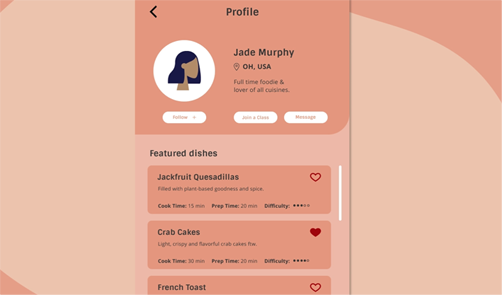 Profile
Jade Murphy
OH, USA
Full time foodie &
lover of all cuisines.
Follow +
Join a Class
Message
Featured dishes
Jackfruit Quesadillas
Filled with plant-based goodness and spice.
Cook Time: 15 min Prep Time: 20 min Difficulty:
Crab Cakes
Light, crispy and flavorful crab cakes ftw.
Cook Time: 30 min Prep Time: 20 min Difficulty:
French Toast